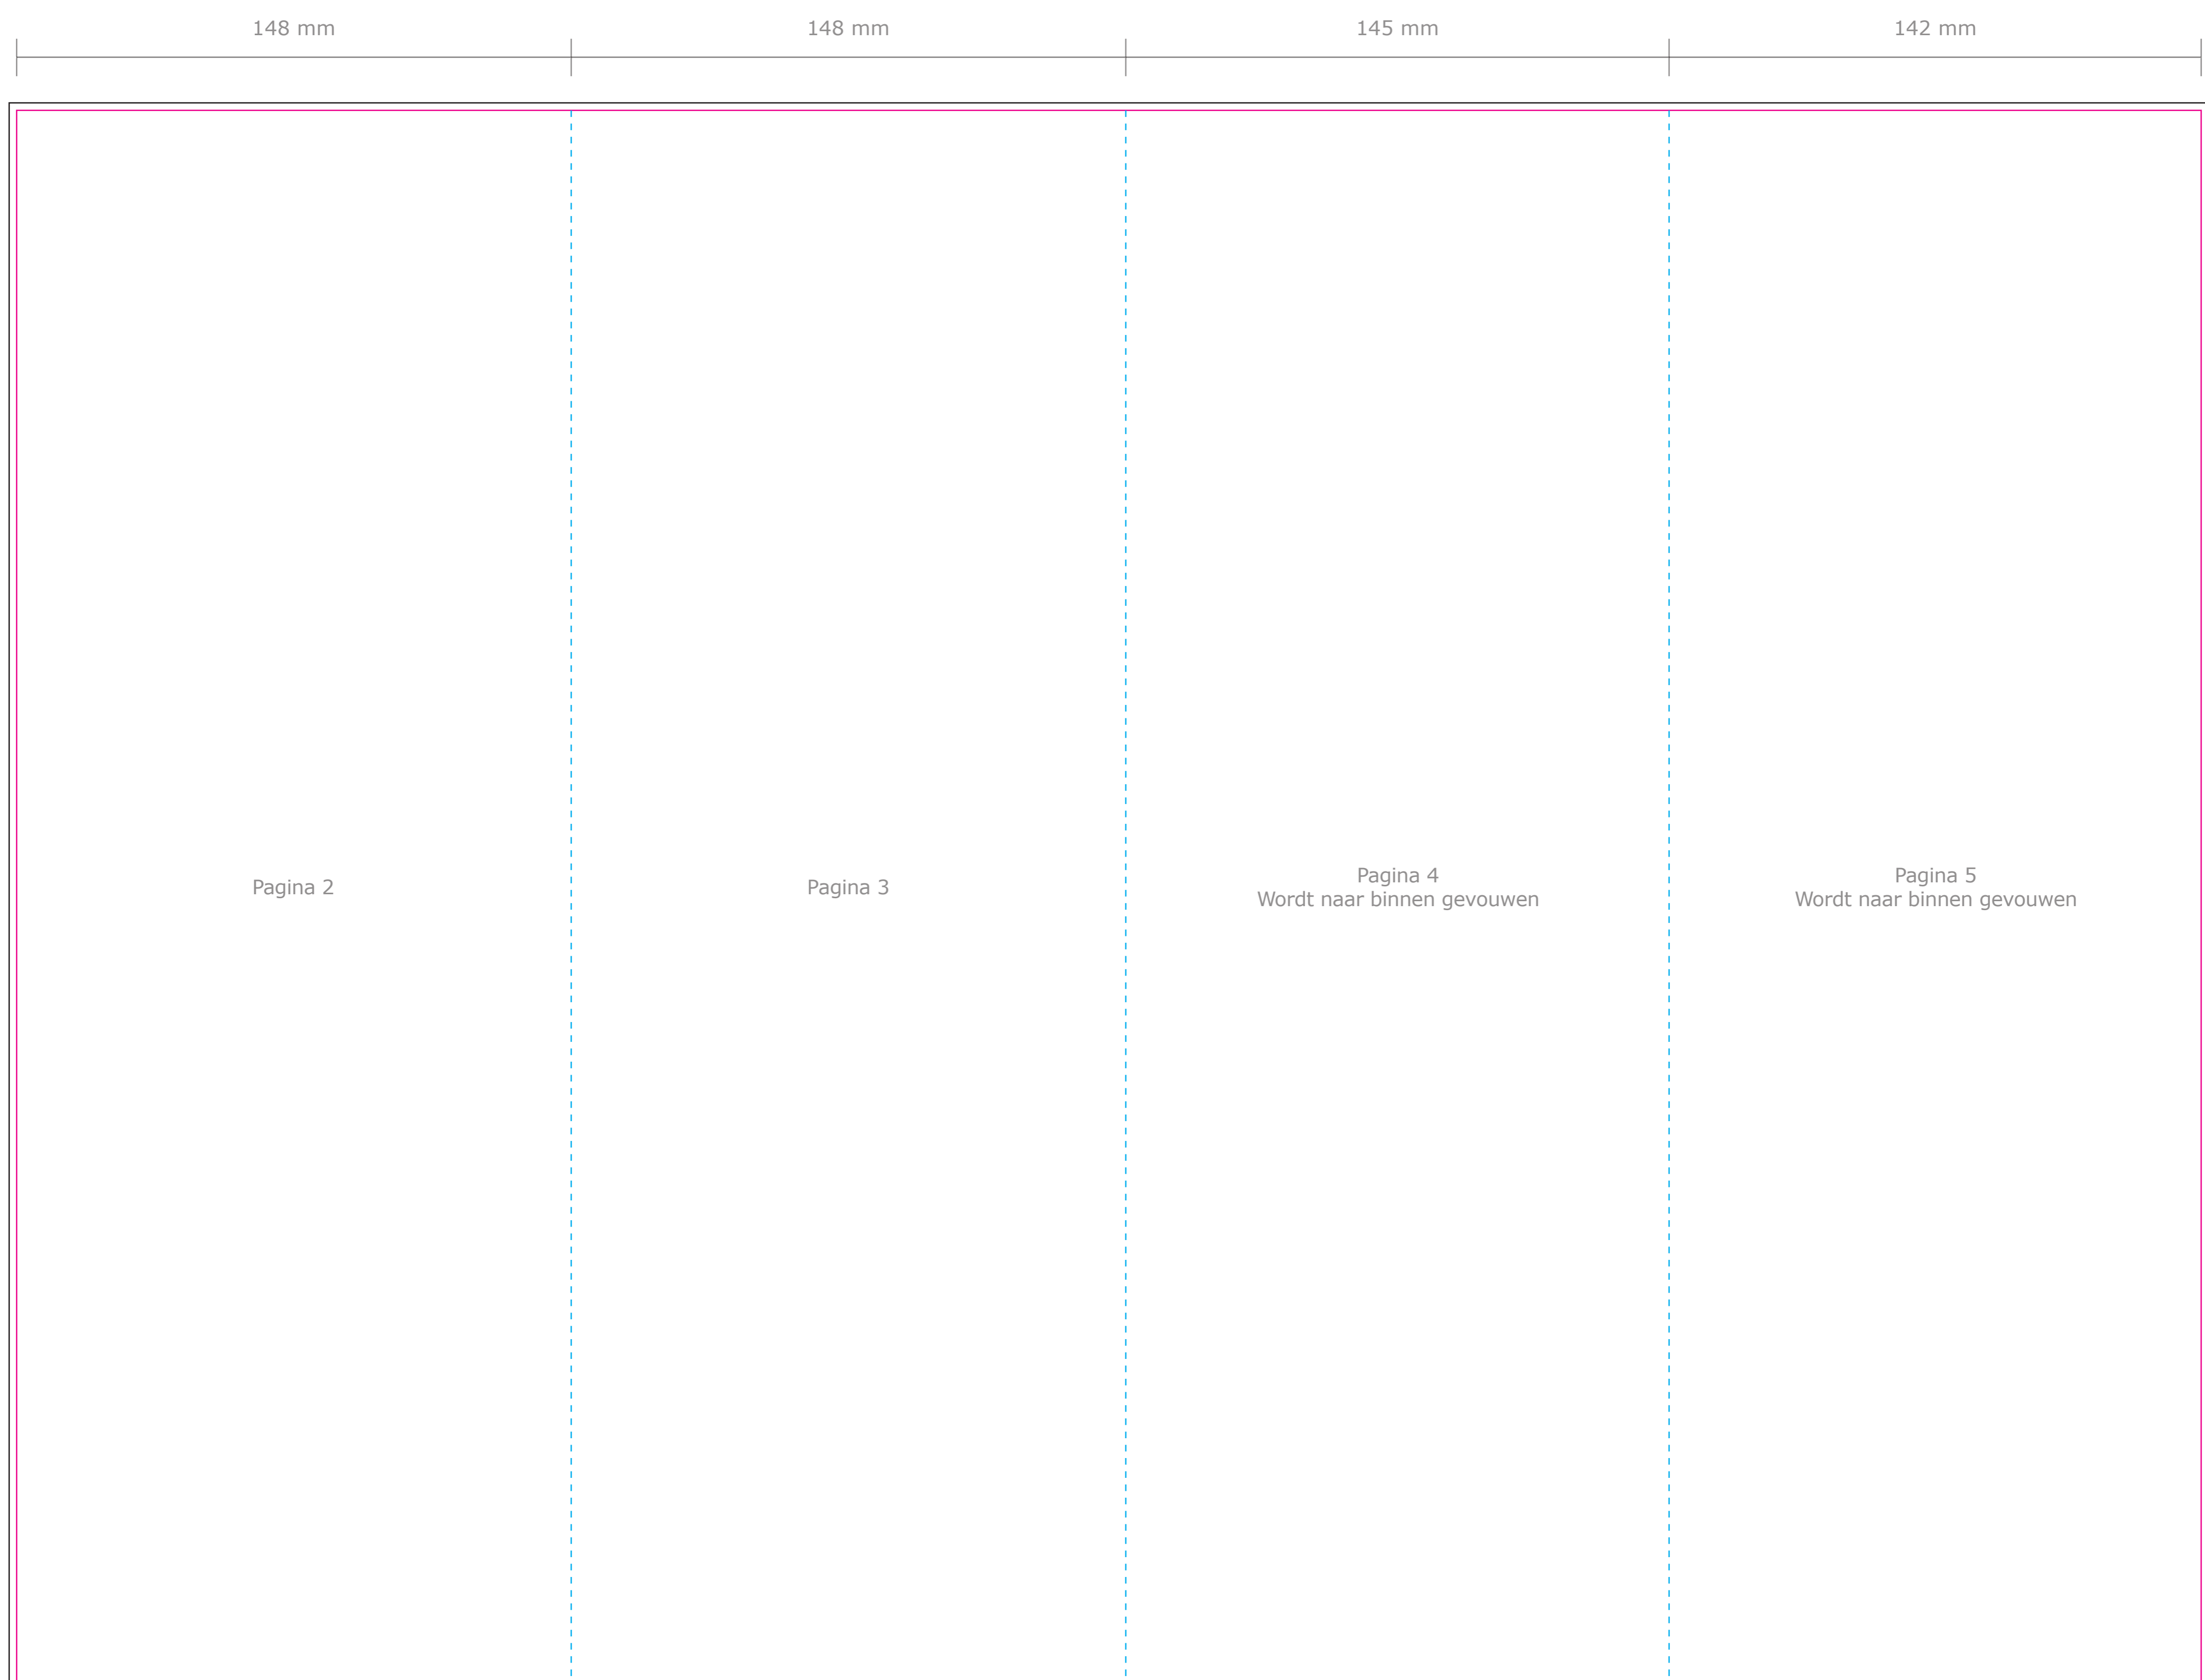 148 mm
148 mm
145 mm
142 mm
Pagina 2
Pagina 3
Pagina 4
Wordt naar binnen gevouwen
Pagina 5
Wordt naar binnen gevouwen